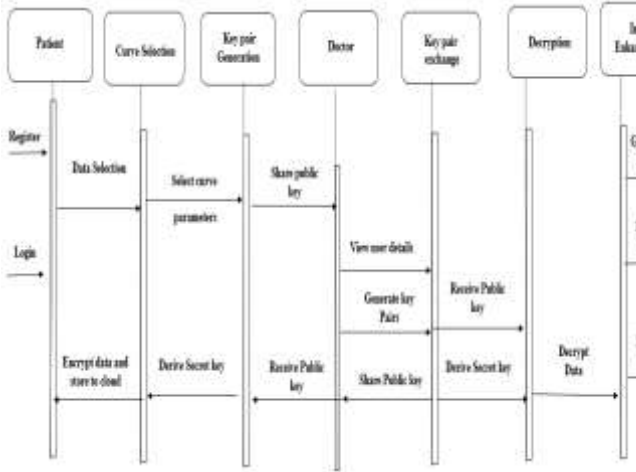 Patient
Curve Selection
Key pair
Generation
Doctor
Key pair
exchange
Decryption
Register
Data Selection
Select curve
parameters
Share public
key
Login
View user details
Generate key
Pairs
Receive Public
key
Encrypt data and
store to cloud
Derive Secret key
Receive Public
key
Share Public key
Derive Secret key
Decrypt
Data